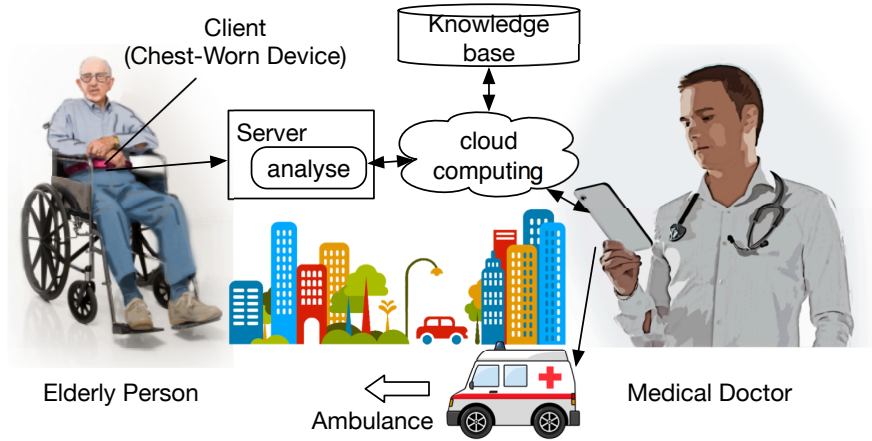 Client
(Chest-Worn Device)
Knowledge
base
Server
analyse
cloud
computing
Elderly Person
Ambulance
Medical Doctor